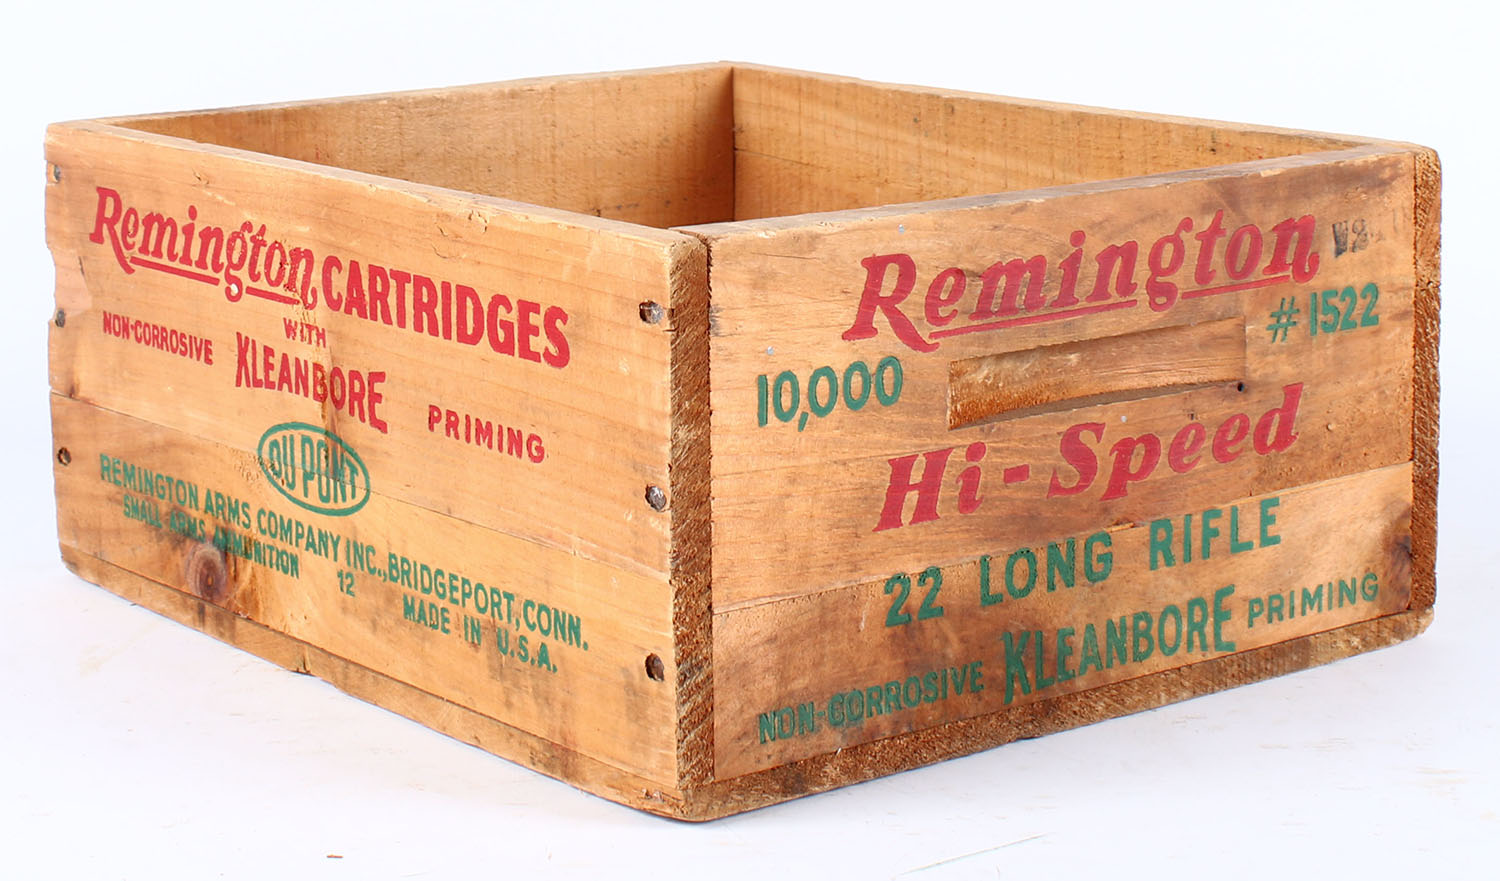 Remington CARTRIDGES
WITH
NON-CORROSIVE KLEANBORE PRIMING
DU PONT
REMINGTON ARMS COMPANY INC., BRIDGEPORT, CONN.
SMALL ARMS AMMUNITION 12 MADE IN U.S.A.
Remington
10,000 #1522
Hi-Speed
22 LONG RIFLE
NON-CORROSIVE KLEANBORE PRIMING